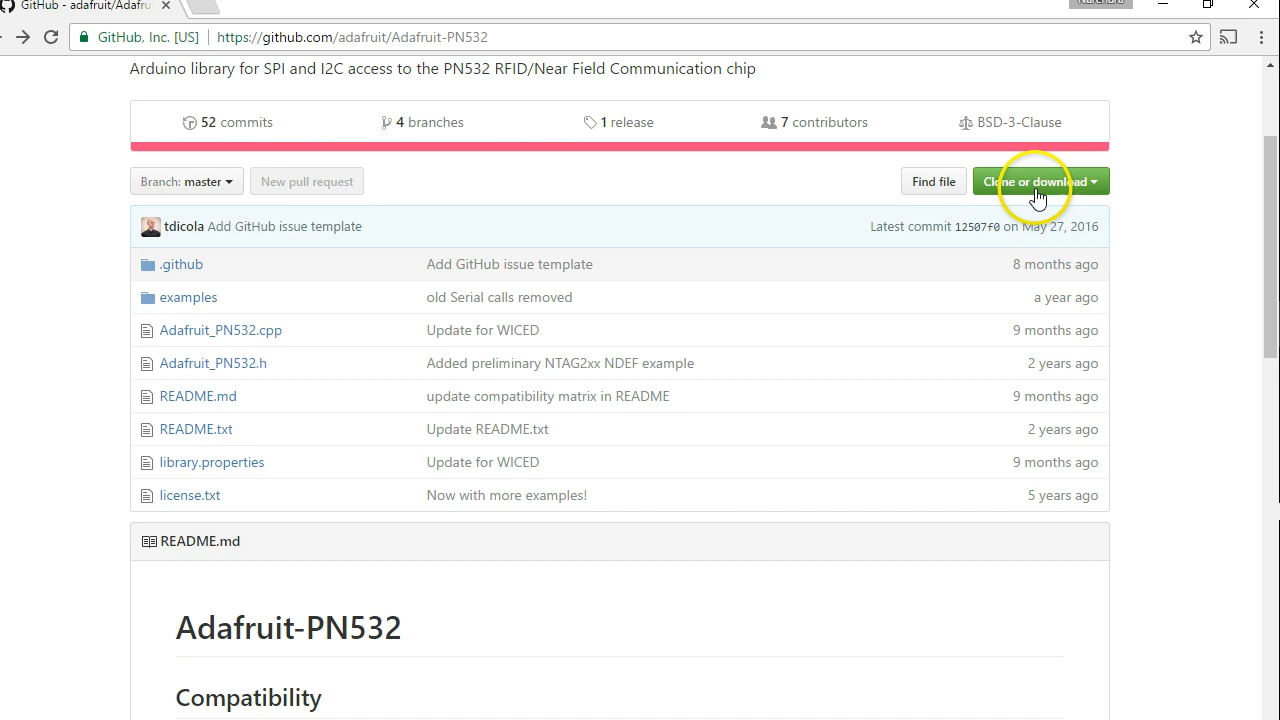 GitHub - adafruit/Adafru
GitHub, Inc. [US] https://github.com/adafruit/Adafruit-PN532
Arduino library for SPI and I2C access to the PN532 RFID/Near Field Communication chip
52 commits 4 branches 1 release 7 contributors BSD-3-Clause
Branch: master New pull request Find file Clone or download
tdicola Add GitHub issue template Latest commit 12507f0 on May 27, 2016
.github Add GitHub issue template 8 months ago
examples old Serial calls removed a year ago
Adafruit_PN532.cpp Update for WICED 9 months ago
Adafruit_PN532.h Added preliminary NTAG2xx NDEF example 2 years ago
README.md update compatibility matrix in README 9 months ago
README.txt Update README.txt 2 years ago
library.properties Update for WICED 9 months ago
license.txt Now with more examples! 5 years ago
README.md
Adafruit-PN532
Compatibility